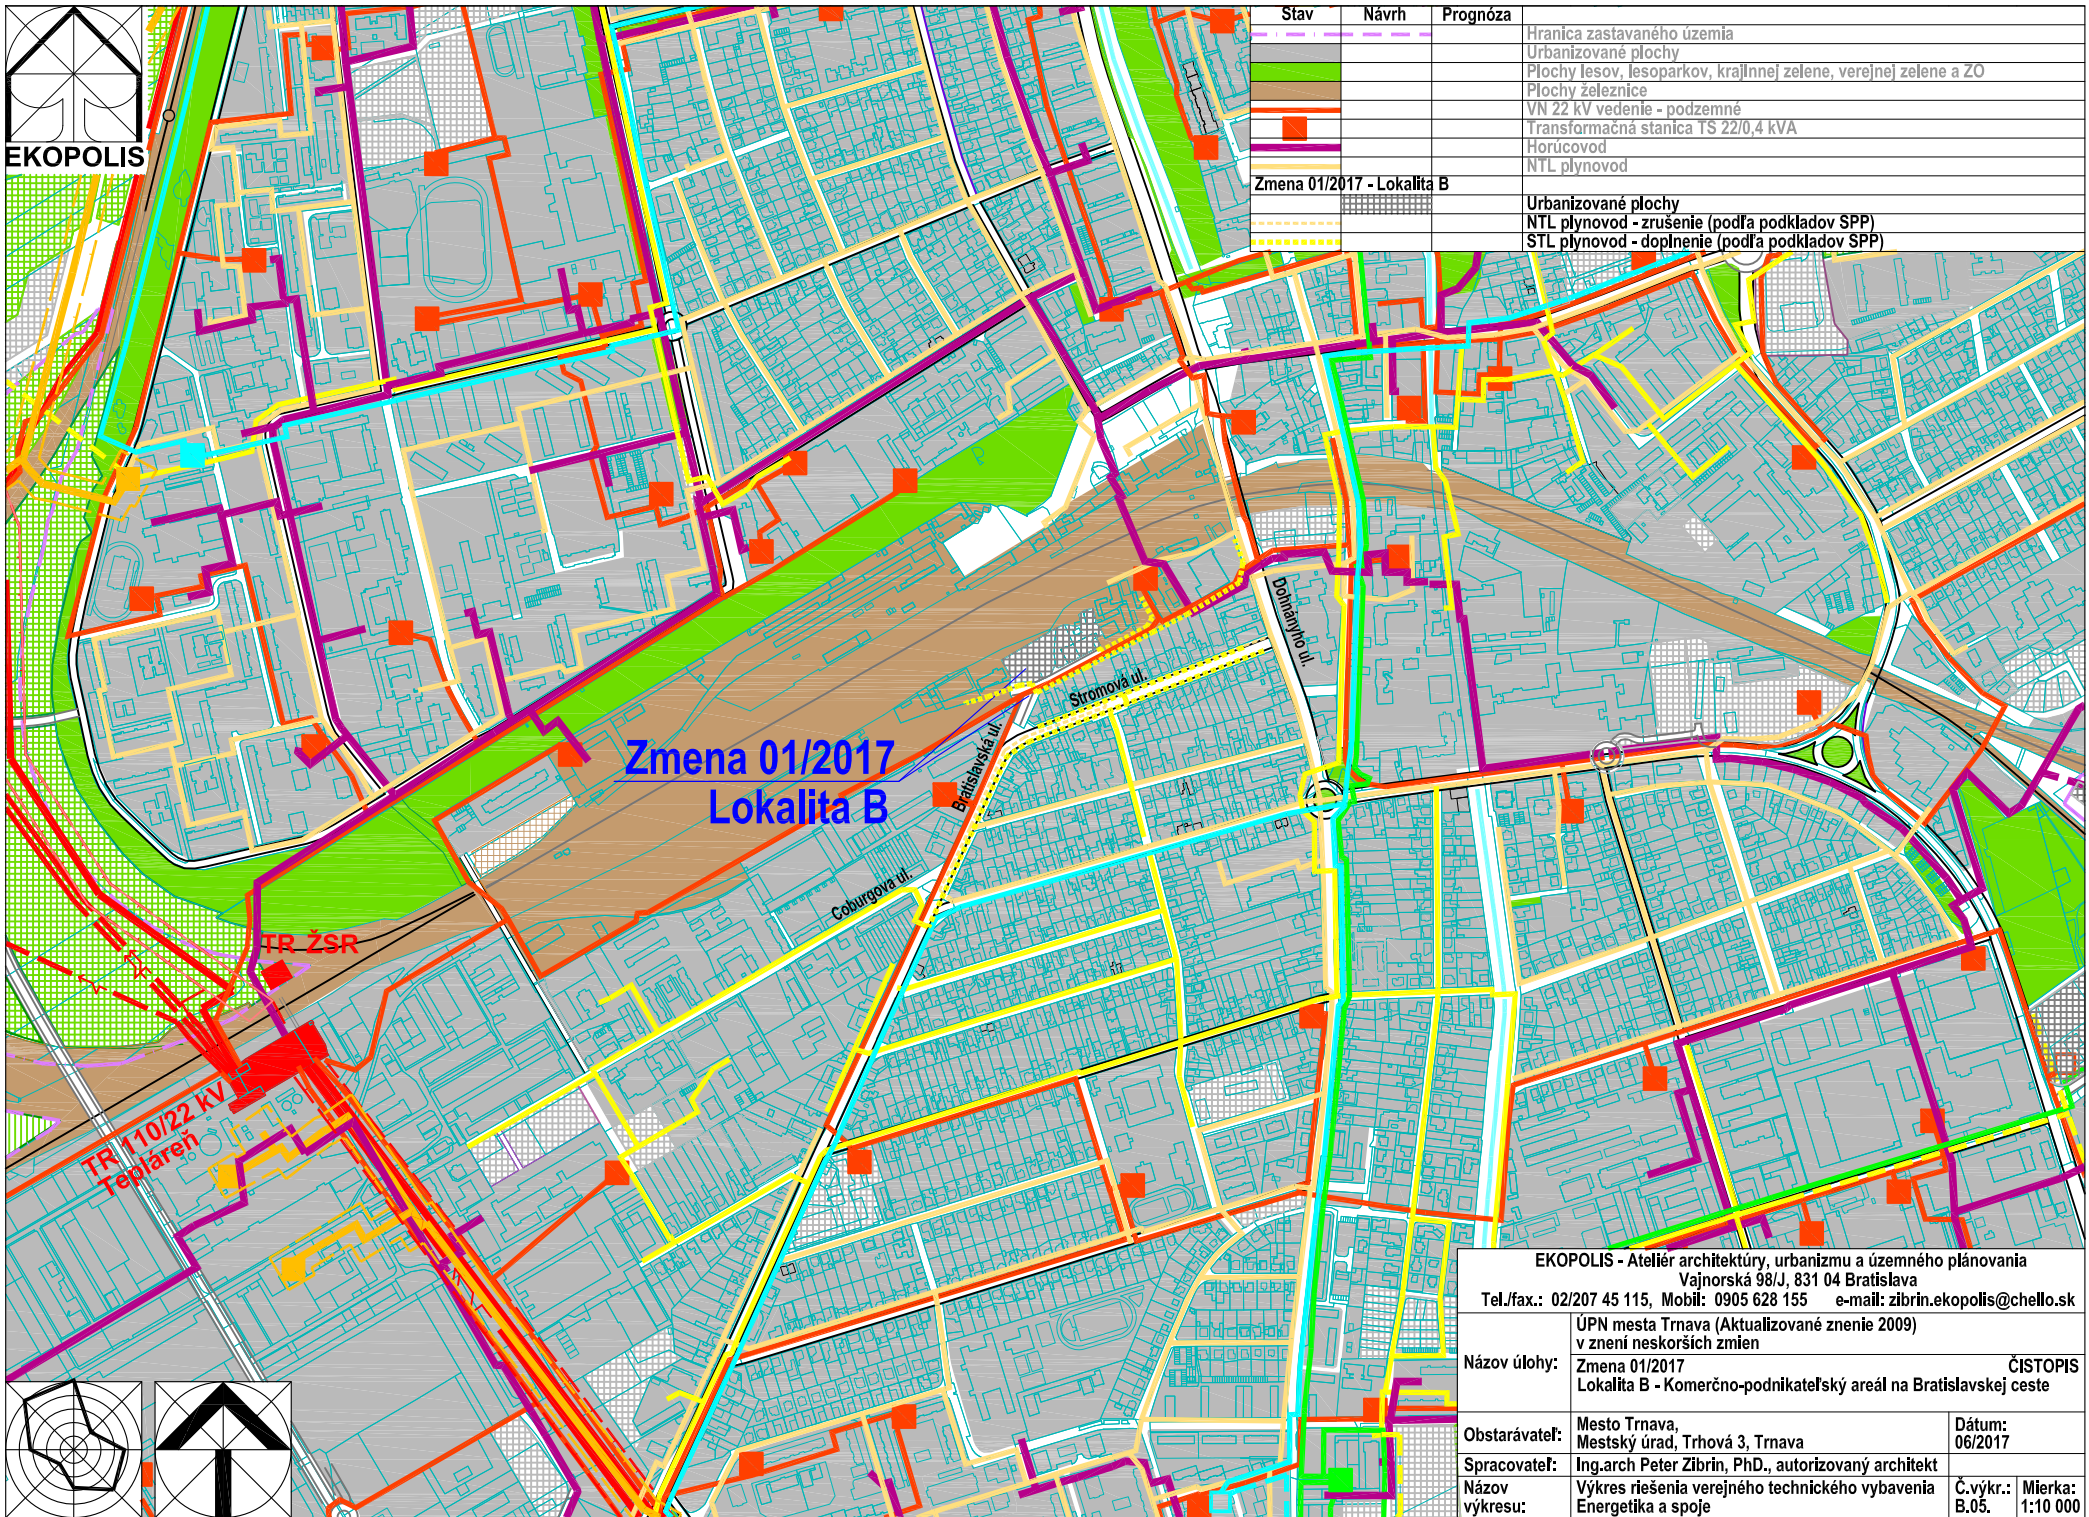 EKOPOLIS
Stav Návrh Prognóza
Hranica zastavaného územia
Urbanizované plochy
Plochy lesov, lesoparkov, krajinnej zelene, verejnej zelene a ZO
Plochy železnice
VN 22 kV vedenie - podzemné
Transformačná stanica TS 22/0,4 kVA
Horúcovod
NTL plynovod
Zmena 01/2017 - Lokalita B
Urbanizované plochy
NTL plynovod - zrušenie (podľa podkladov SPP)
STL plynovod - doplnenie (podľa podkladov SPP)
Dohnányho ul.
Stromová ul.
Bratislavská ul.
Zmena 01/2017
Lokalita B
Coburgova ul.
TR ŽSR
TR 110/22 kV
Tepláreň
EKOPOLIS - Ateliér architektúry, urbanizmu a územného plánovania
Vajnorská 98/J, 831 04 Bratislava
Tel./fax.: 02/207 45 115, Mobil: 0905 628 155 e-mail: zibrin.ekopolis@chello.sk
Názov úlohy:
ÚPN mesta Trnava (Aktualizované znenie 2009)
v znení neskorších zmien
Zmena 01/2017 ČISTOPIS
Lokalita B - Komerčno-podnikateľský areál na Bratislavskej ceste
Obstarávateľ:
Mesto Trnava,
Mestský úrad, Trhová 3, Trnava
Dátum:
06/2017
Spracovateľ: Ing.arch Peter Zibrin, PhD., autorizovaný architekt
Názov
výkresu:
Výkres riešenia verejného technického vybavenia
Energetika a spoje
Č.výkr.:
B.05.
Mierka:
1:10 000